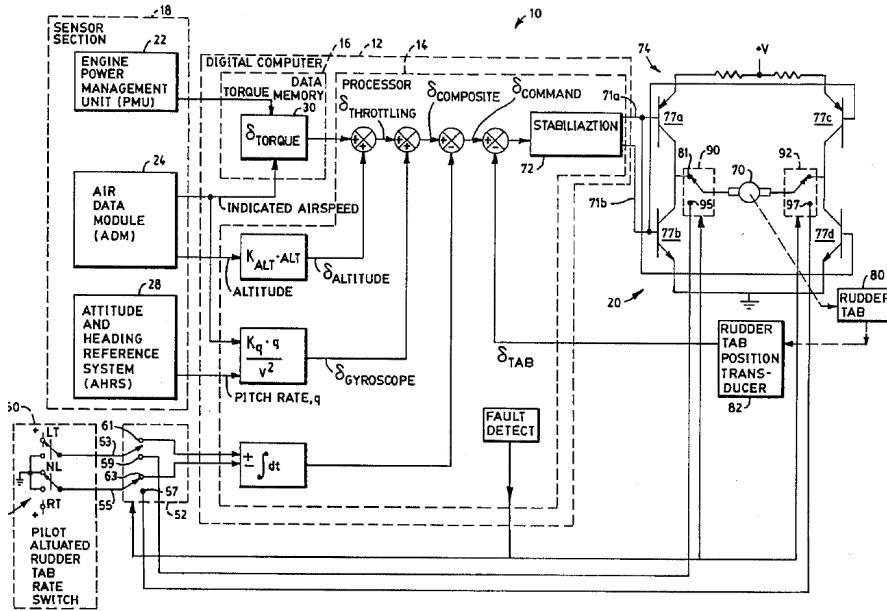 10
18
SENSOR
SECTION
22
ENGINE
POWER
MANAGEMENT
UNIT (PMU)
24
AIR
DATA
MODULE
(ADM)
28
ATTITUDE
AND
HEADING
REFERENCE
SYSTEM
(AHRS)
16
12
14
DIGITAL COMPUTER
DATA
MEMORY
TORQUE
30
δTORQUE
INDICATED AIRSPEED
PROCESSOR
δTHROTTLING
δCOMPOSITE
δCOMMAND
KALT·ALT
ALTITUDE
δALTITUDE
Kq·q
V²
δGYROSCOPE
PITCH RATE,q
STABILIAZTION
72
71a
71b
74
+V
77a
77c
81
90
92
70
95
97
77b
77d
20
80
RUDDER
TAB
RUDDER
TAB
POSITION
TRANS-
DUCER
82
δTAB
FAULT
DETECT
+
−
∫dt
50
+
LT
NL
RT
+
53
55
61
59
63
57
52
PILOT
ALTUATED
RUDDER
TAB
RATE
SWITCH